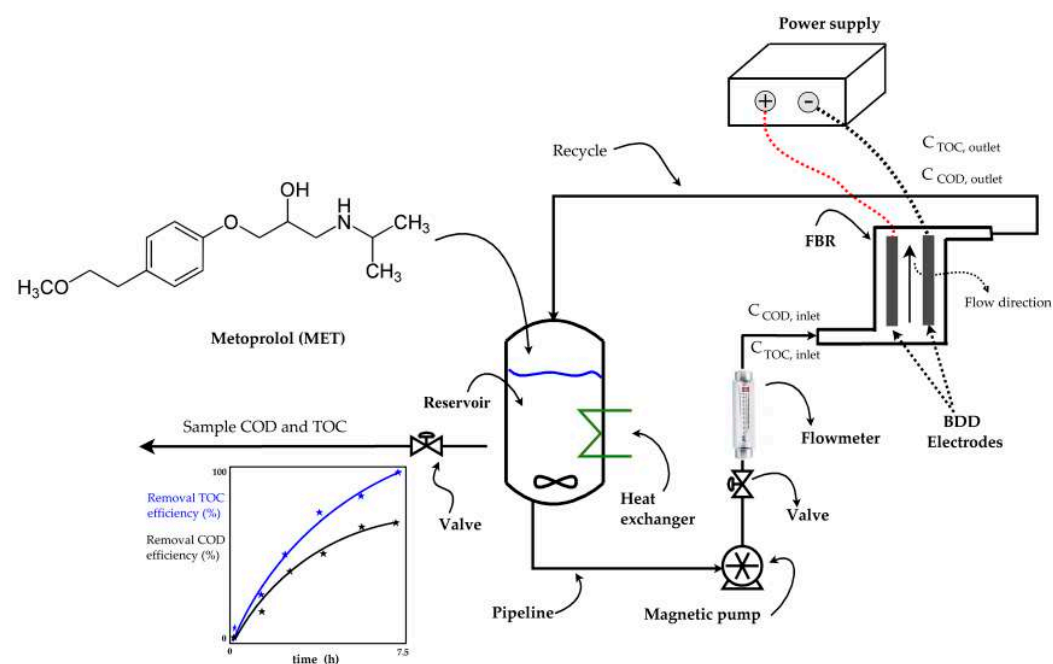 Power supply
+
-
C TOC, outlet
C COD, outlet
Recycle
OH
H
N
O
CH3
CH3
H3CO
FBR
Flow direction
Metoprolol (MET)
C COD, inlet
C TOC, inlet
Reservoir
BDD
Electrodes
Flowmeter
Sample COD and TOC
Valve
Heat
exchanger
Valve
100
Removal TOC
efficiency (%)
Removal COD
efficiency (%)
0
0
7.5
time (h)
Pipeline
Magnetic pump